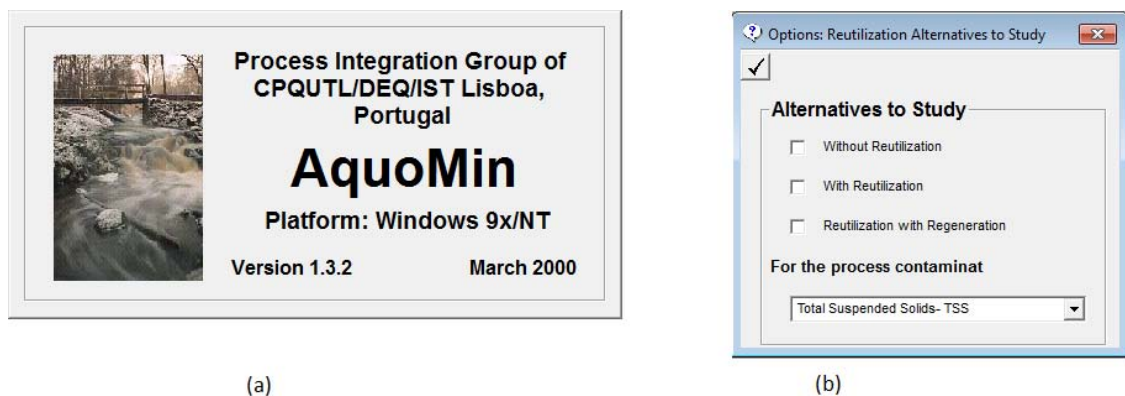 Process Integration Group of
CPQUTL/DEQ/IST Lisboa,
Portugal
AquoMin
Platform: Windows 9x/NT
Version 1.3.2 March 2000
(a)
Options: Reutilization Alternatives to Study
Alternatives to Study
Without Reutilization
With Reutilization
Reutilization with Regeneration
For the process contaminat
Total Suspended Solids- TSS
(b)